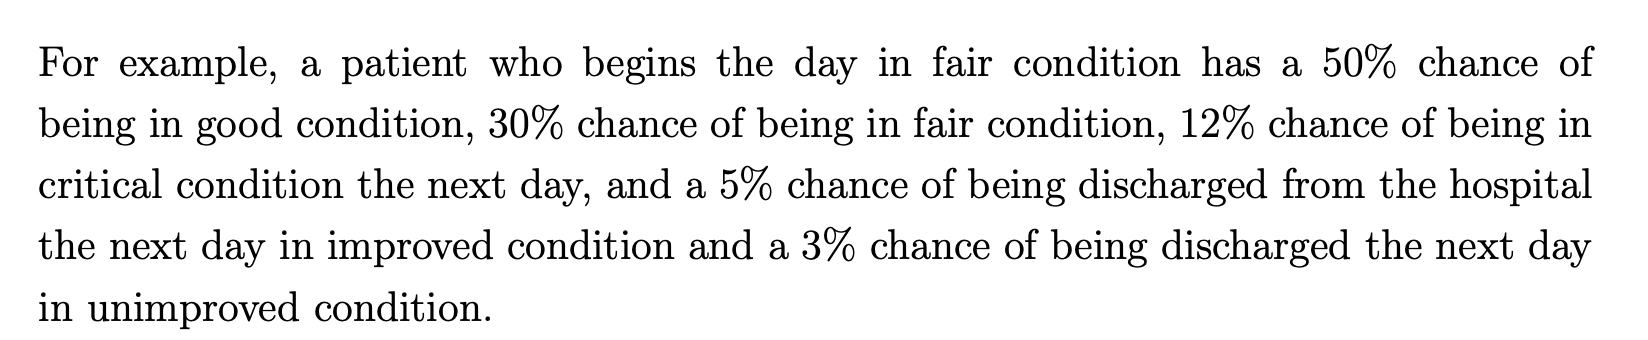 For example, a patient who begins the day in fair condition has a 50% chance of
being in good condition, 30% chance of being in fair condition, 12% chance of being in
critical condition the next day, and a 5% chance of being discharged from the hospital
the next day in improved condition and a 3% chance of being discharged the next day
in unimproved condition.